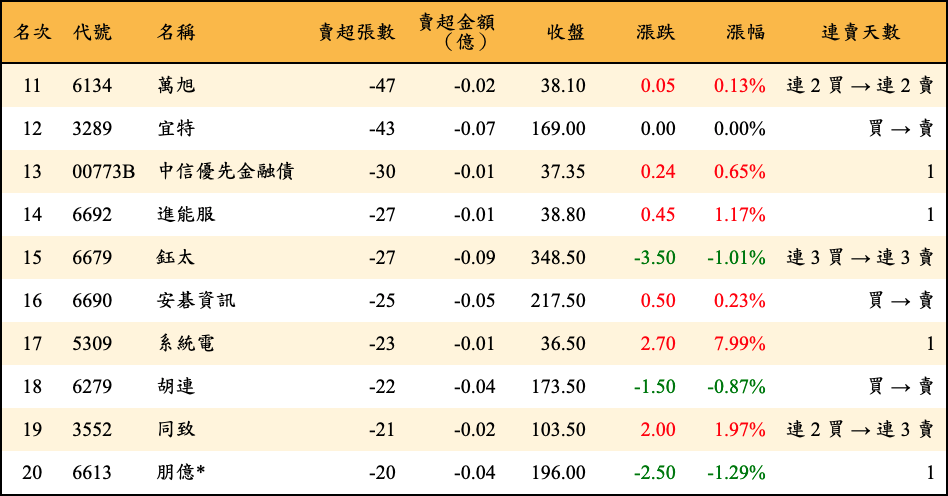 名次 代號 名稱 賣超張數 賣超金額（億） 收盤 漲跌 漲幅 連賣天數
11 6134 萬旭 -47 -0.02 38.10 0.05 0.13% 連 2 買 → 連 2 賣
12 3289 宜特 -43 -0.07 169.00 0.00 0.00% 買 → 賣
13 00773B 中信優先金融債 -30 -0.01 37.35 0.24 0.65% 1
14 6692 進能服 -27 -0.01 38.80 0.45 1.17% 1
15 6679 鈺太 -27 -0.09 348.50 -3.50 -1.01% 連 3 買 → 連 3 賣
16 6690 安碁資訊 -25 -0.05 217.50 0.50 0.23% 買 → 賣
17 5309 系統電 -23 -0.01 36.50 2.70 7.99% 1
18 6279 胡連 -22 -0.04 173.50 -1.50 -0.87% 買 → 賣
19 3552 同致 -21 -0.02 103.50 2.00 1.97% 連 2 買 → 連 3 賣
20 6613 朋億* -20 -0.04 196.00 -2.50 -1.29% 1